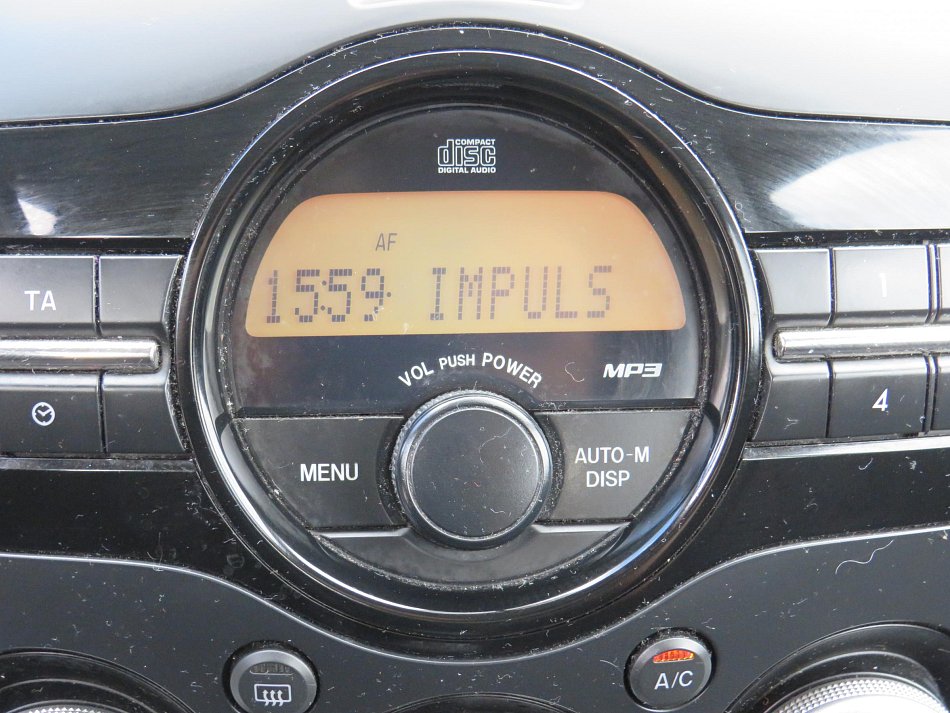 COMPACT
disc
DIGITAL AUDIO
AF
15:59 IMPULS
TA
1
VOL PUSH POWER
MP3
4
MENU
AUTO-M
DISP
A/C